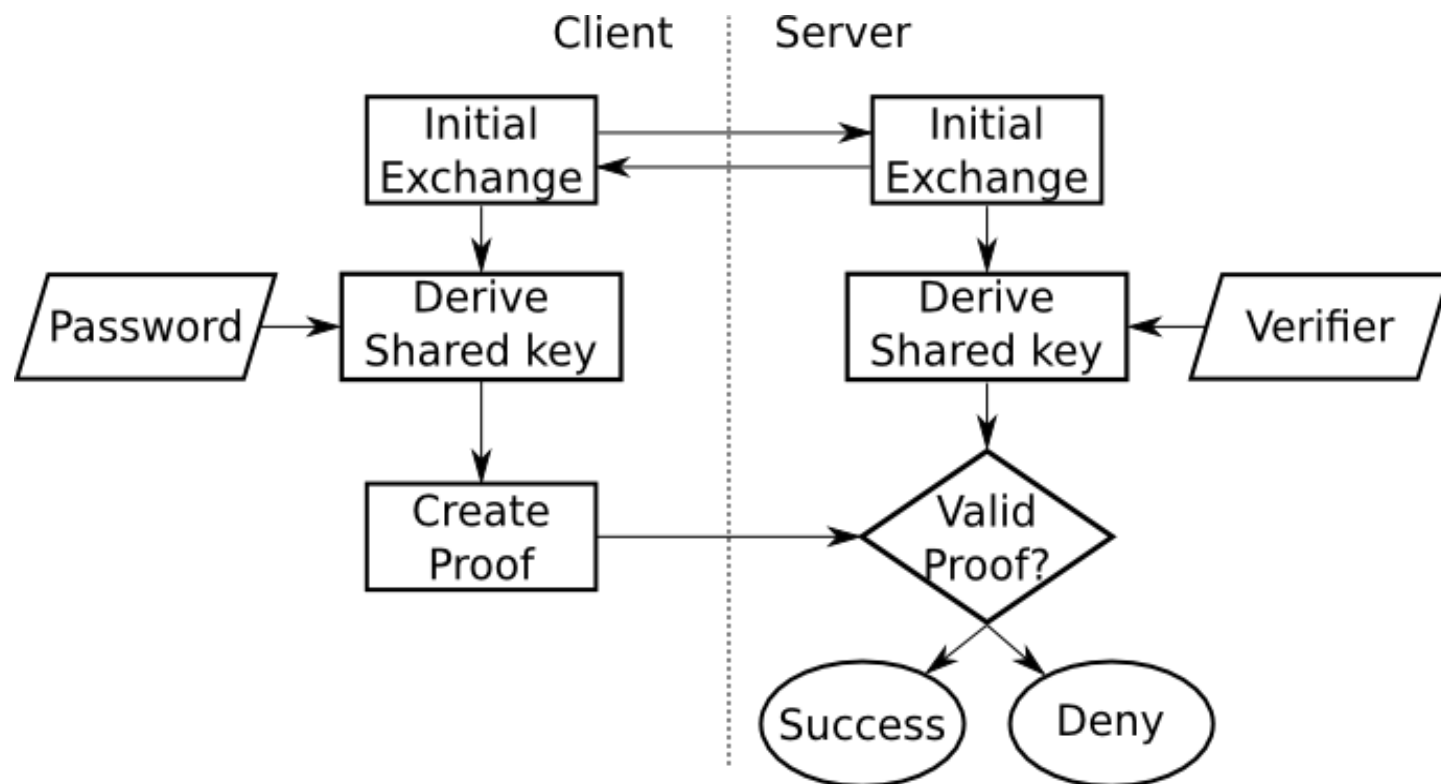 Client
Server
Initial
Exchange
Initial
Exchange
Password
Derive
Shared key
Derive
Shared key
Verifier
Create
Proof
Valid
Proof?
Success
Deny